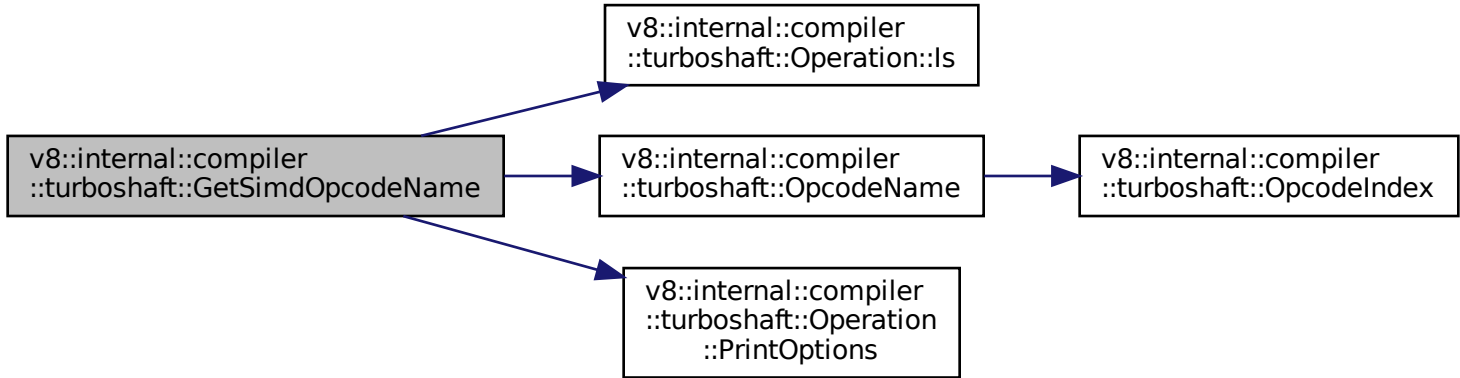 v8::internal::compiler
::turboshaft::Operation::Is
v8::internal::compiler
::turboshaft::GetSimdOpcodeName
v8::internal::compiler
::turboshaft::OpcodeName
v8::internal::compiler
::turboshaft::OpcodeIndex
v8::internal::compiler
::turboshaft::Operation
::PrintOptions